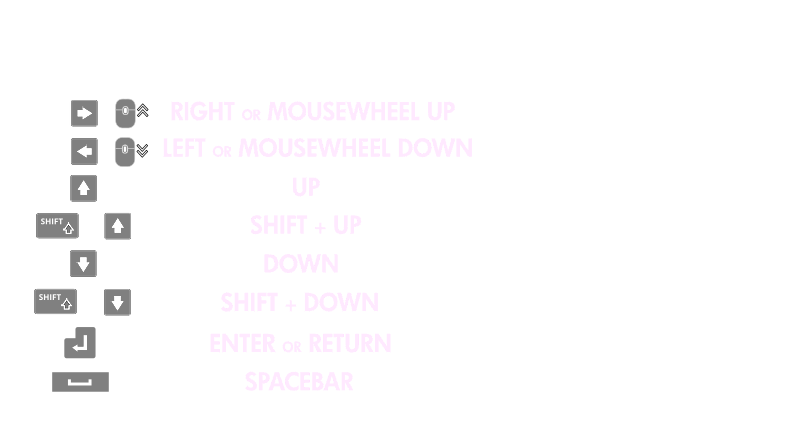 RIGHT OR MOUSEWHEEL UP
LEFT OR MOUSEWHEEL DOWN
UP
SHIFT SHIFT + UP
DOWN
SHIFT SHIFT + DOWN
ENTER OR RETURN
SPACEBAR